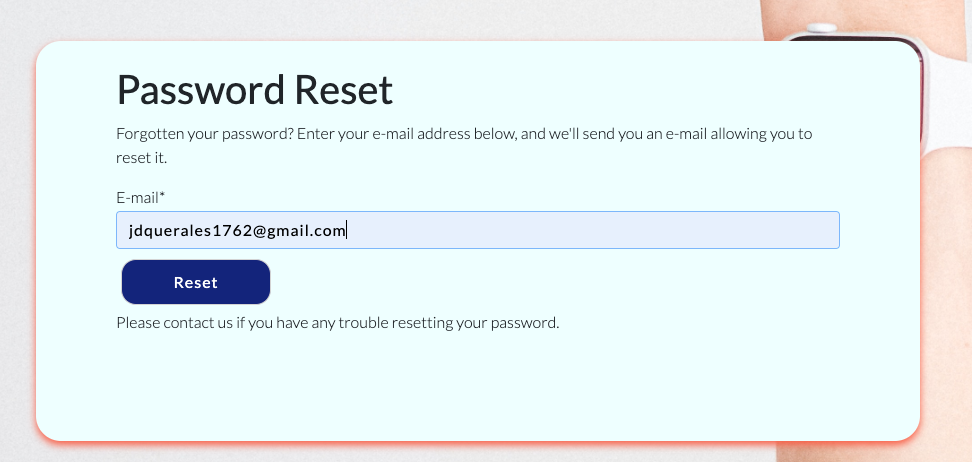 Password Reset
Forgotten your password? Enter your e-mail address below, and we'll send you an e-mail allowing you to
reset it.
E-mail*
jdquerales1762@gmail.com
Reset
Please contact us if you have any trouble resetting your password.